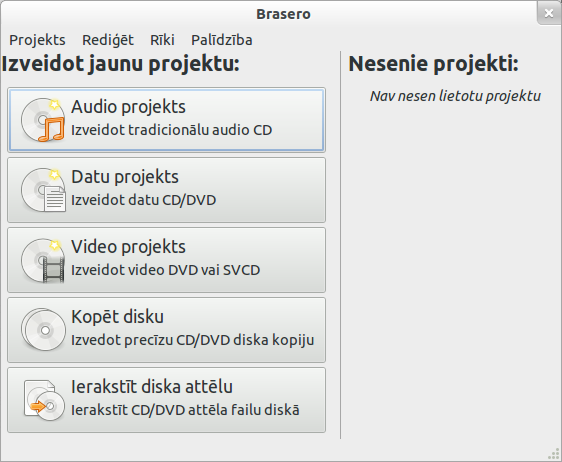 Brasero
Projekts Rediģēt Rīki Palīdzība
Izveidot jaunu projektu:
Audio projekts
Izveidot tradicionālu audio CD
Datu projekts
Izveidot datu CD/DVD
Video projekts
Izveidot video DVD vai SVCD
Kopēt disku
Izvedot precīzu CD/DVD diska kopiju
Ierakstīt diska attēlu
Ierakstīt CD/DVD attēla failu diskā
Nesenie projekti:
Nav nesen lietotu projektu